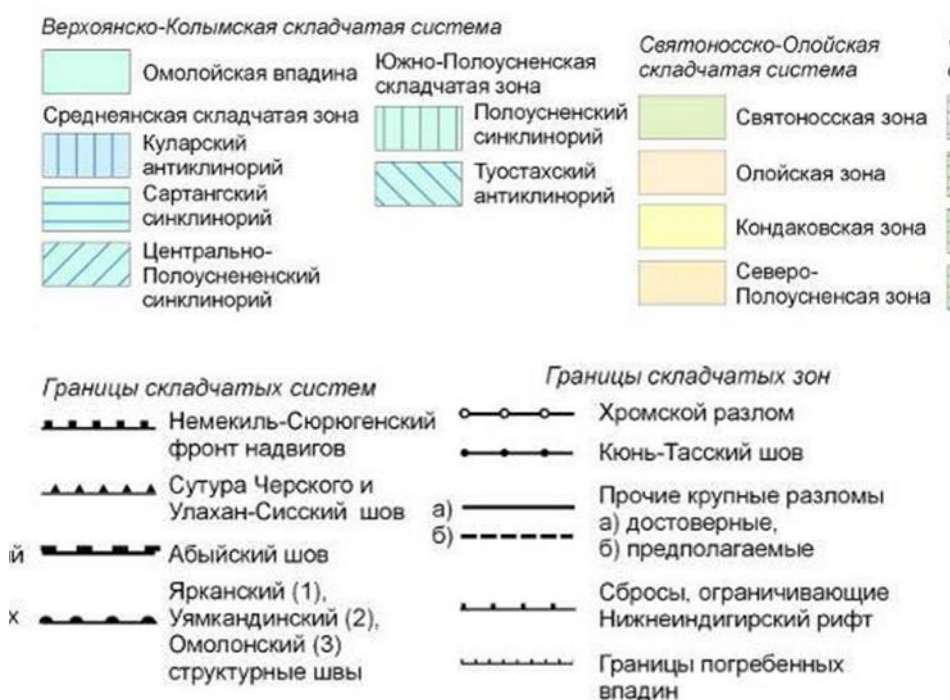 Верхоянско-Колымская складчатая система
Омолойская впадина
Среднеянская складчатая зона
Куларский
антиклинорий
Сартангский
синклинорий
Центрально-
Полоуснененский
синклинорий
Южно-Полоусненская
складчатая зона
Полоусненский
синклинорий
Туостахский
антиклинорий
Святоносско-Олойская
складчатая система
Святоносская зона
Олойская зона
Кондаковская зона
Северо-
Полоусненсая зона
Границы складчатых систем
Немекиль-Сюрюгенский
фронт надвигов
Сутура Черского и
Улахан-Сисский шов
й
Абыйский шов
х
Ярканский (1),
Уямкандинский (2),
Омолонский (3)
структурные швы
Границы складчатых зон
Хромской разлом
Кюнь-Тасский шов
Прочие крупные разломы
а) а) достоверные,
б) б) предполагаемые
Сбросы, ограничивающие
Нижнеиндигирский рифт
Границы погребенных
впадин